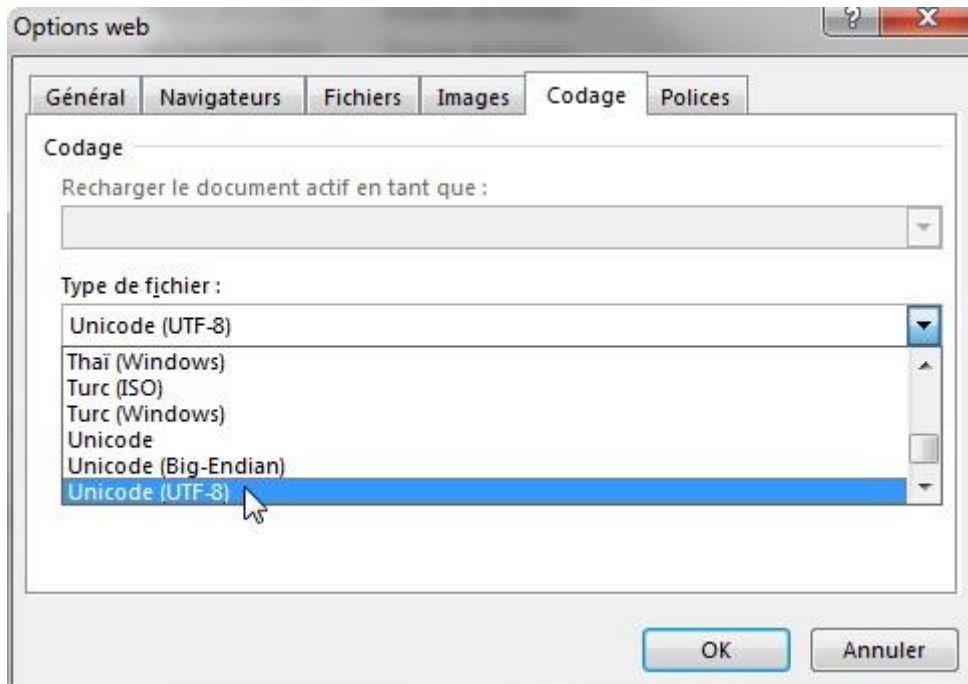 Options web
Général Navigateurs Fichiers Images Codage Polices
Codage
Recharger le document actif en tant que :
Type de fichier :
Unicode (UTF-8)
Thaï (Windows)
Turc (ISO)
Turc (Windows)
Unicode
Unicode (Big-Endian)
Unicode (UTF-8)
OK Annuler